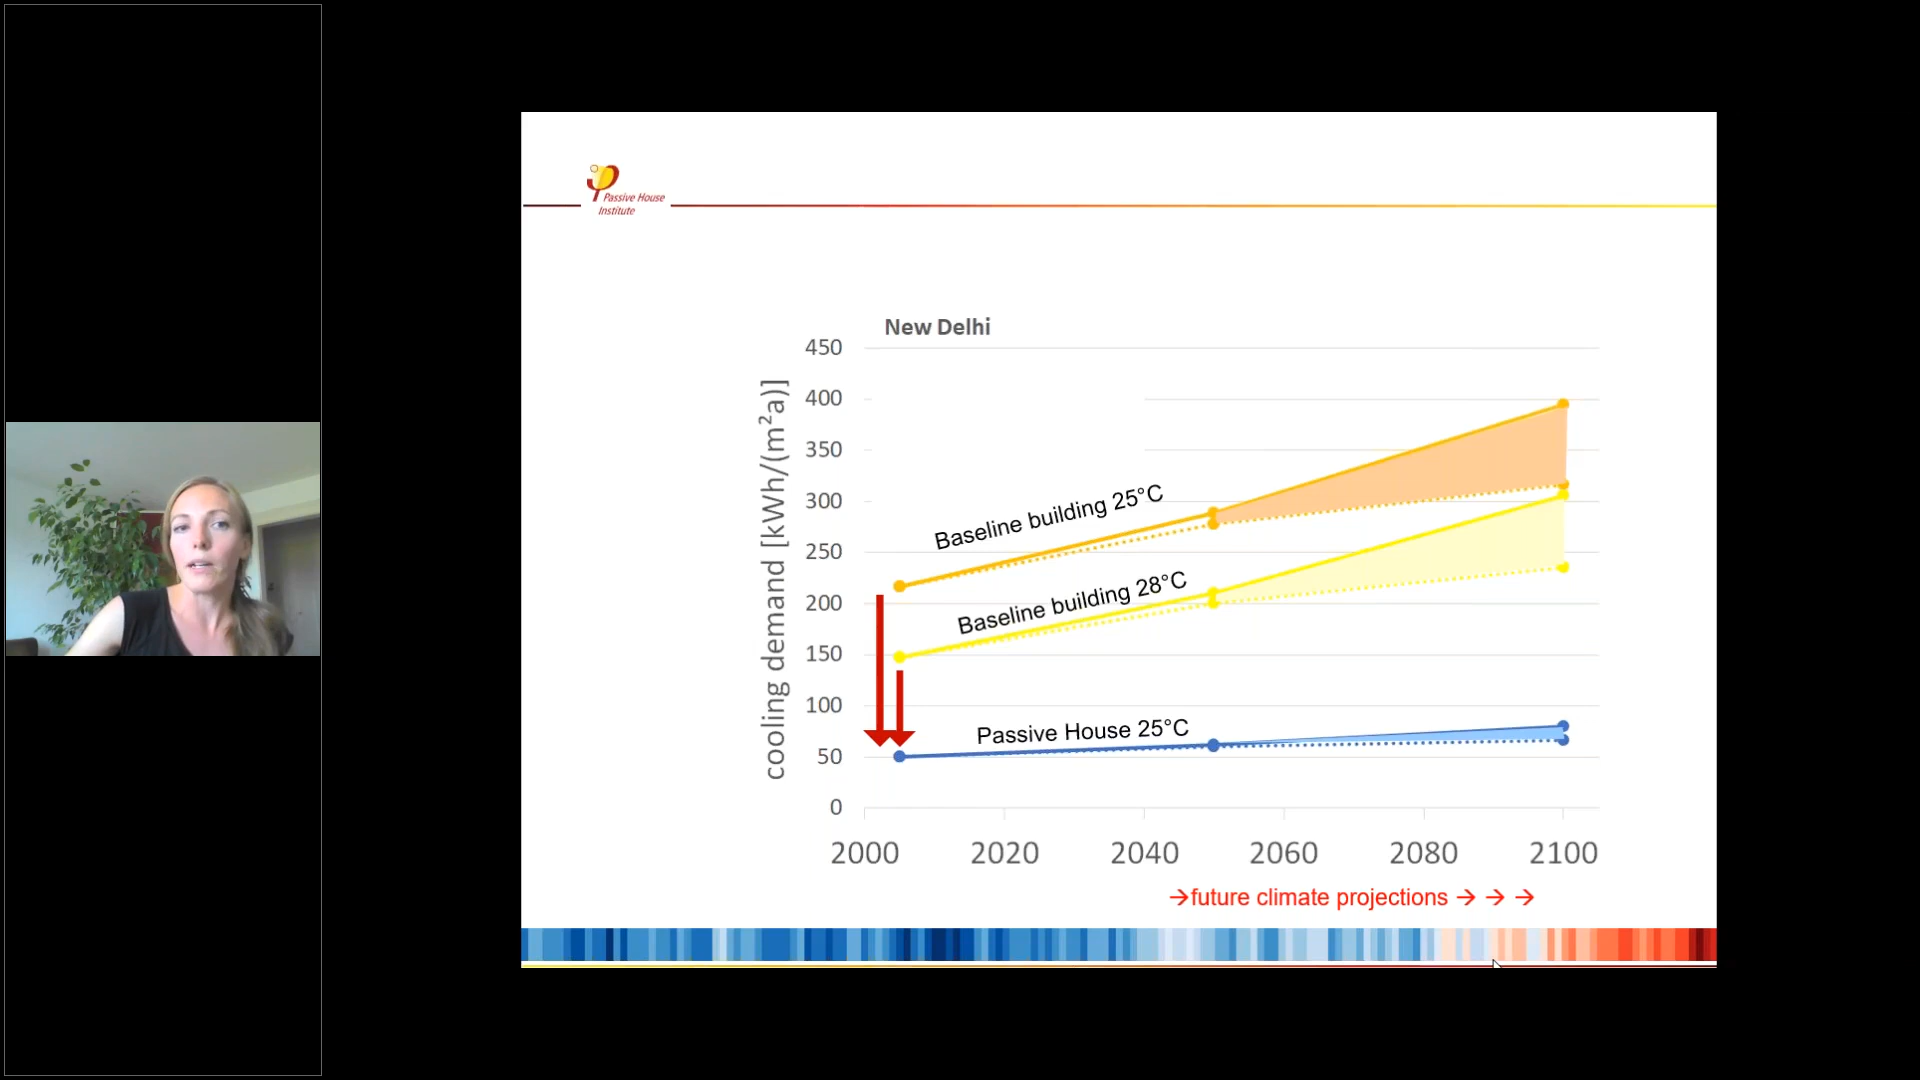 Passive House
Institute
New Delhi
cooling demand [kWh/(m²a)]
450
400
350
300
250
200
150
100
50
0
Baseline building 25°C
Baseline building 28°C
Passive House 25°C
2000 2020 2040 2060 2080 2100
→future climate projections → → →